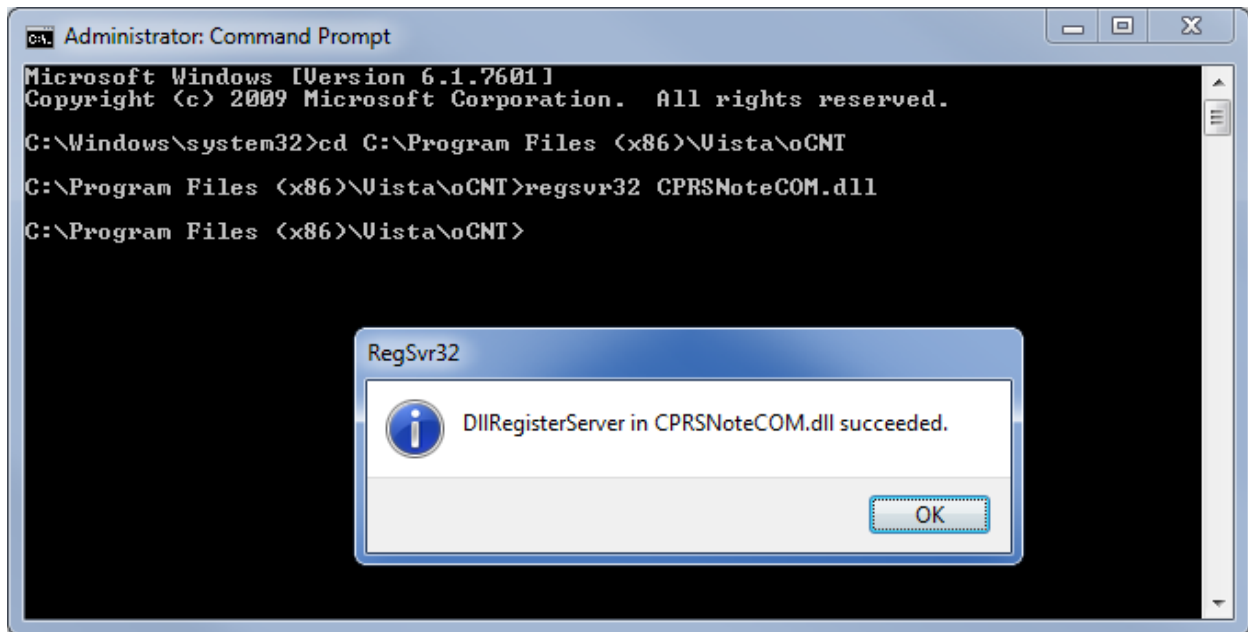 Administrator: Command Prompt
Microsoft Windows [Version 6.1.7601]
Copyright (c) 2009 Microsoft Corporation.  All rights reserved.
C:\Windows\system32>cd C:\Program Files (x86)\Vista\oCNT
C:\Program Files (x86)\Vista\oCNT>regsvr32 CPRSNoteCOM.dll
C:\Program Files (x86)\Vista\oCNT>
RegSvr32
DllRegisterServer in CPRSNoteCOM.dll succeeded.
OK